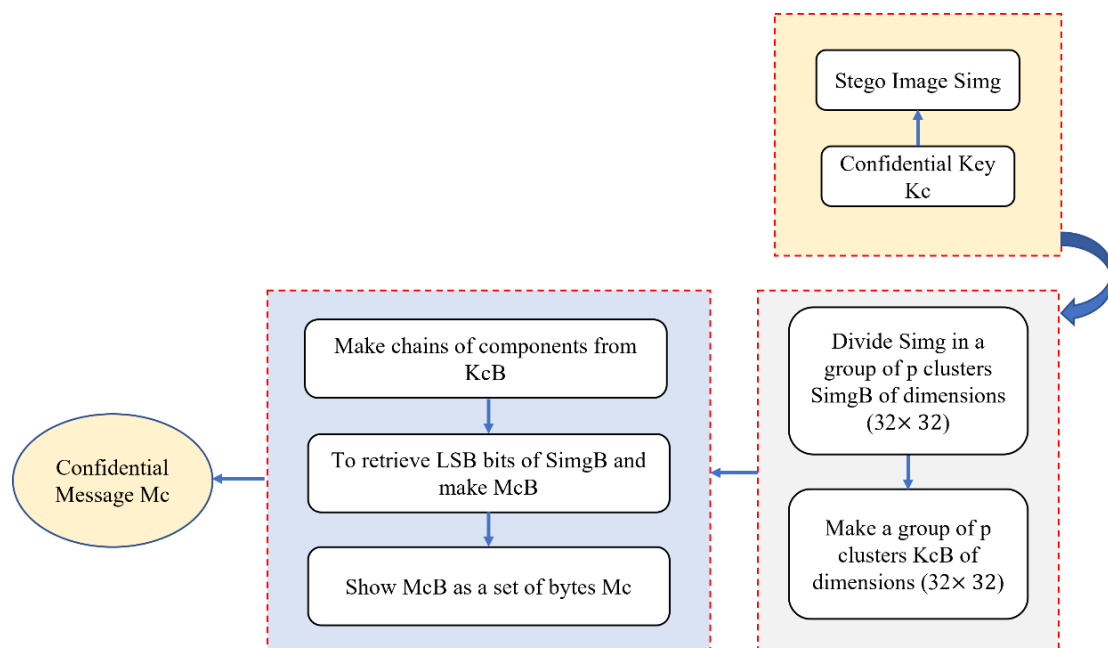 Stego Image Simg
Confidential Key
Kc
Divide Simg in a
group of p clusters
SimgB of dimensions
(32× 32)
Make a group of p
clusters KcB of
dimensions (32× 32)
Make chains of components from
KcB
To retrieve LSB bits of SimgB and
make McB
Show McB as a set of bytes Mc
Confidential
Message Mc